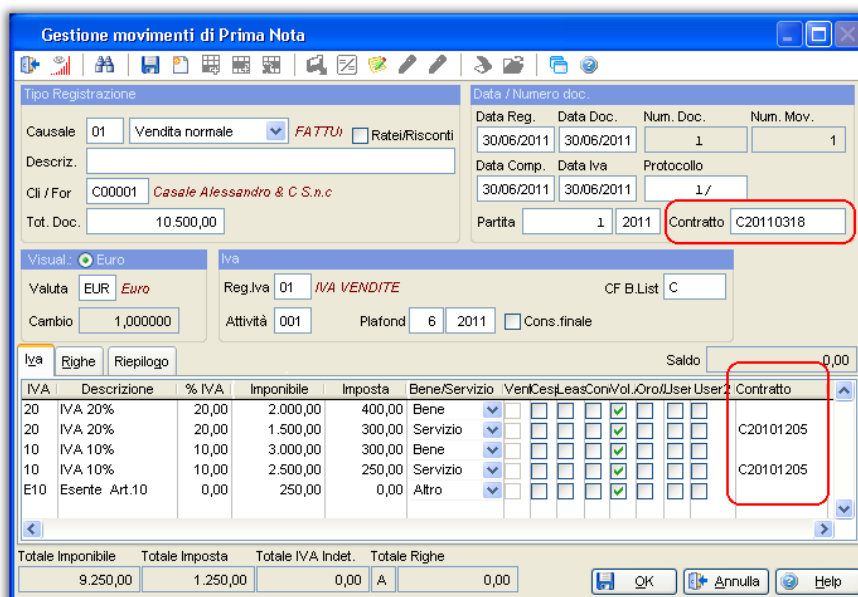 Gestione movimenti di Prima Nota
Tipo Registrazione
Data / Numero doc.
Causale 01 Vendita normale FATTU Ratei/Risconti
Data Reg. Data Doc. Num. Doc. Num. Mov.
30/06/2011 30/06/2011 1 1
Descriz.
Data Comp. Data Iva Protocollo
Cli / For C00001 Casale Alessandro & C S.n.c
30/06/2011 30/06/2011 1/
Tot. Doc. 10.500,00
Partita 1 2011 Contratto C20110318
Visual.: Euro
Iva
Valuta EUR Euro
Reg.Iva 01 IVA VENDITE CF B.List C
Cambio 1,000000
Attività 001 Plafond 6 2011 Cons.finale
Iva Righe Riepilogo Saldo 0,00
IVA Descrizione % IVA Imponibile Imposta Bene/Servizio Ven Ces Leas Con Vol. Oro/ User User2 Contratto
20 IVA 20% 20,00 2.000,00 400,00 Bene
20 IVA 20% 20,00 1.500,00 300,00 Servizio C20101205
10 IVA 10% 10,00 3.000,00 300,00 Bene
10 IVA 10% 10,00 2.500,00 250,00 Servizio C20101205
E10 Esente Art.10 0,00 250,00 0,00 Altro
Totale Imponibile Totale Imposta Totale IVA Indet. Totale Righe
9.250,00 1.250,00 0,00 A 0,00
OK Annulla Help